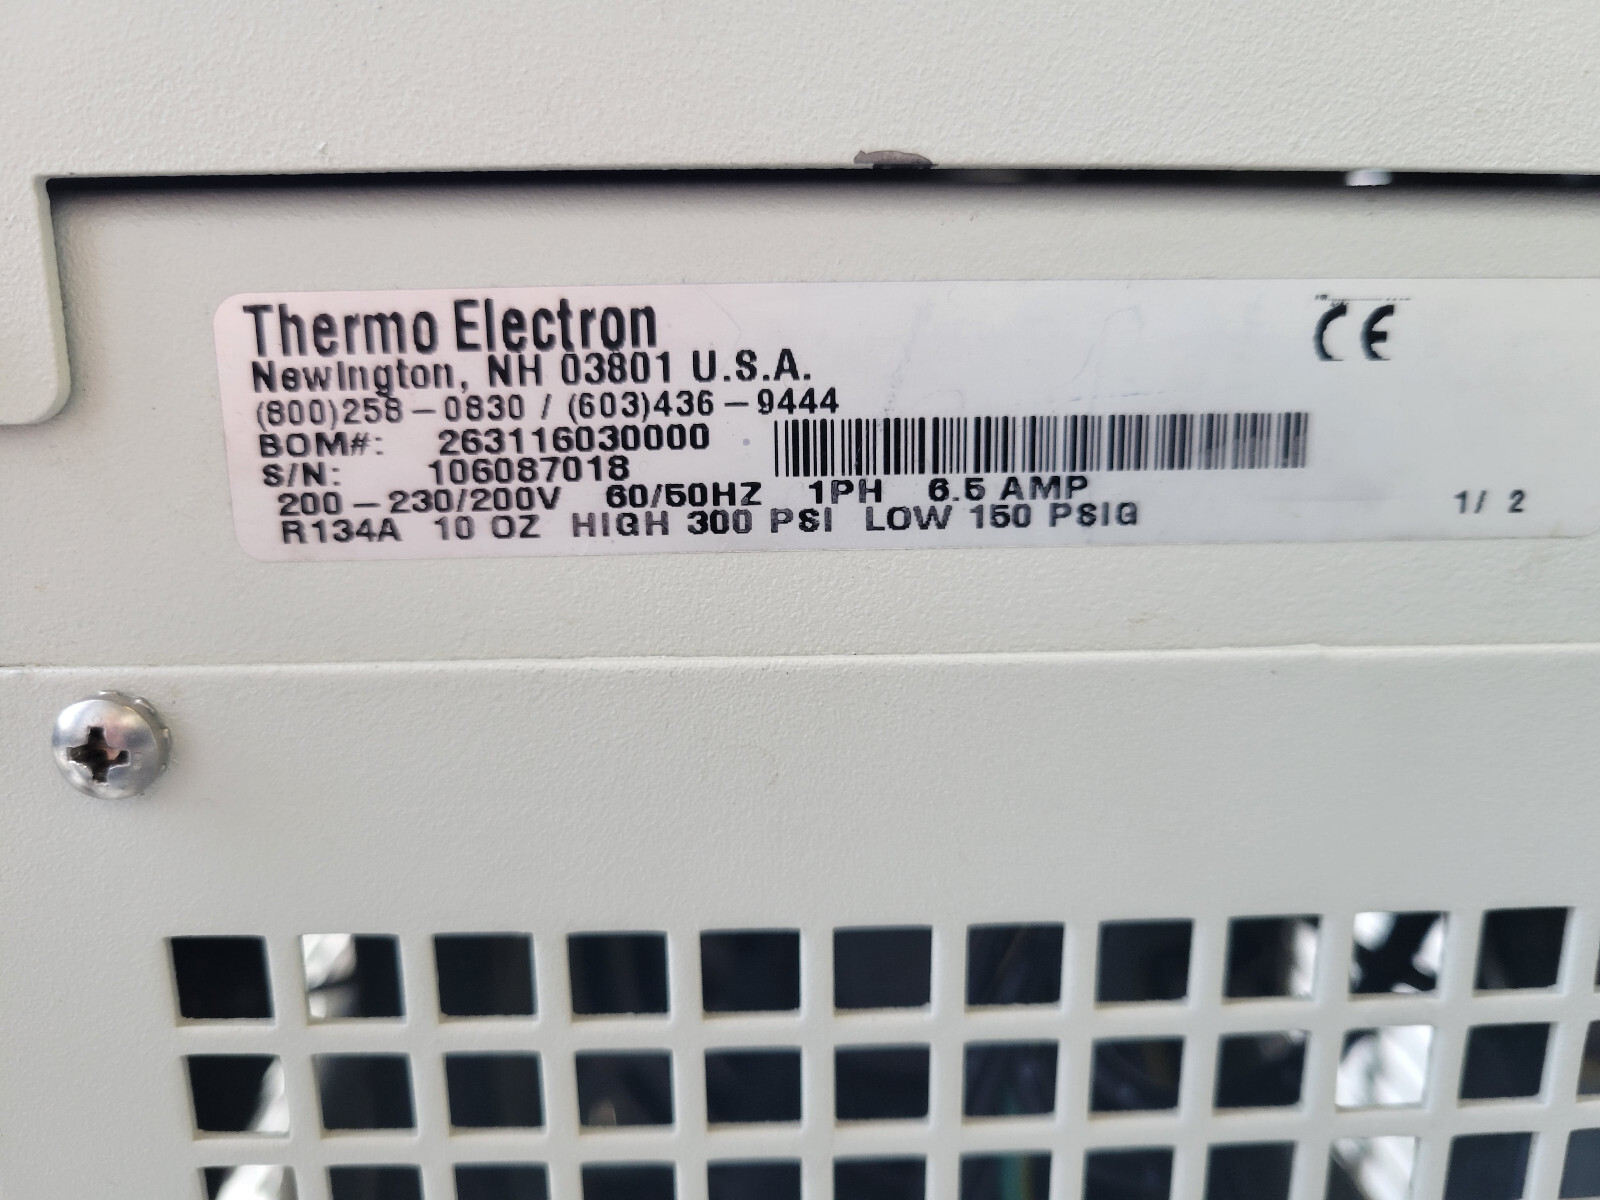 Thermo Electron
Newington, NH 03801 U.S.A.
(800)258-0830 / (603)436-9444
BOM#: 263116030000
S/N: 106087018
200-230/200V 60/50HZ 1PH 6.5 AMP
R134A 10 OZ HIGH 300 PSI LOW 150 PSIG
CE
1/ 2